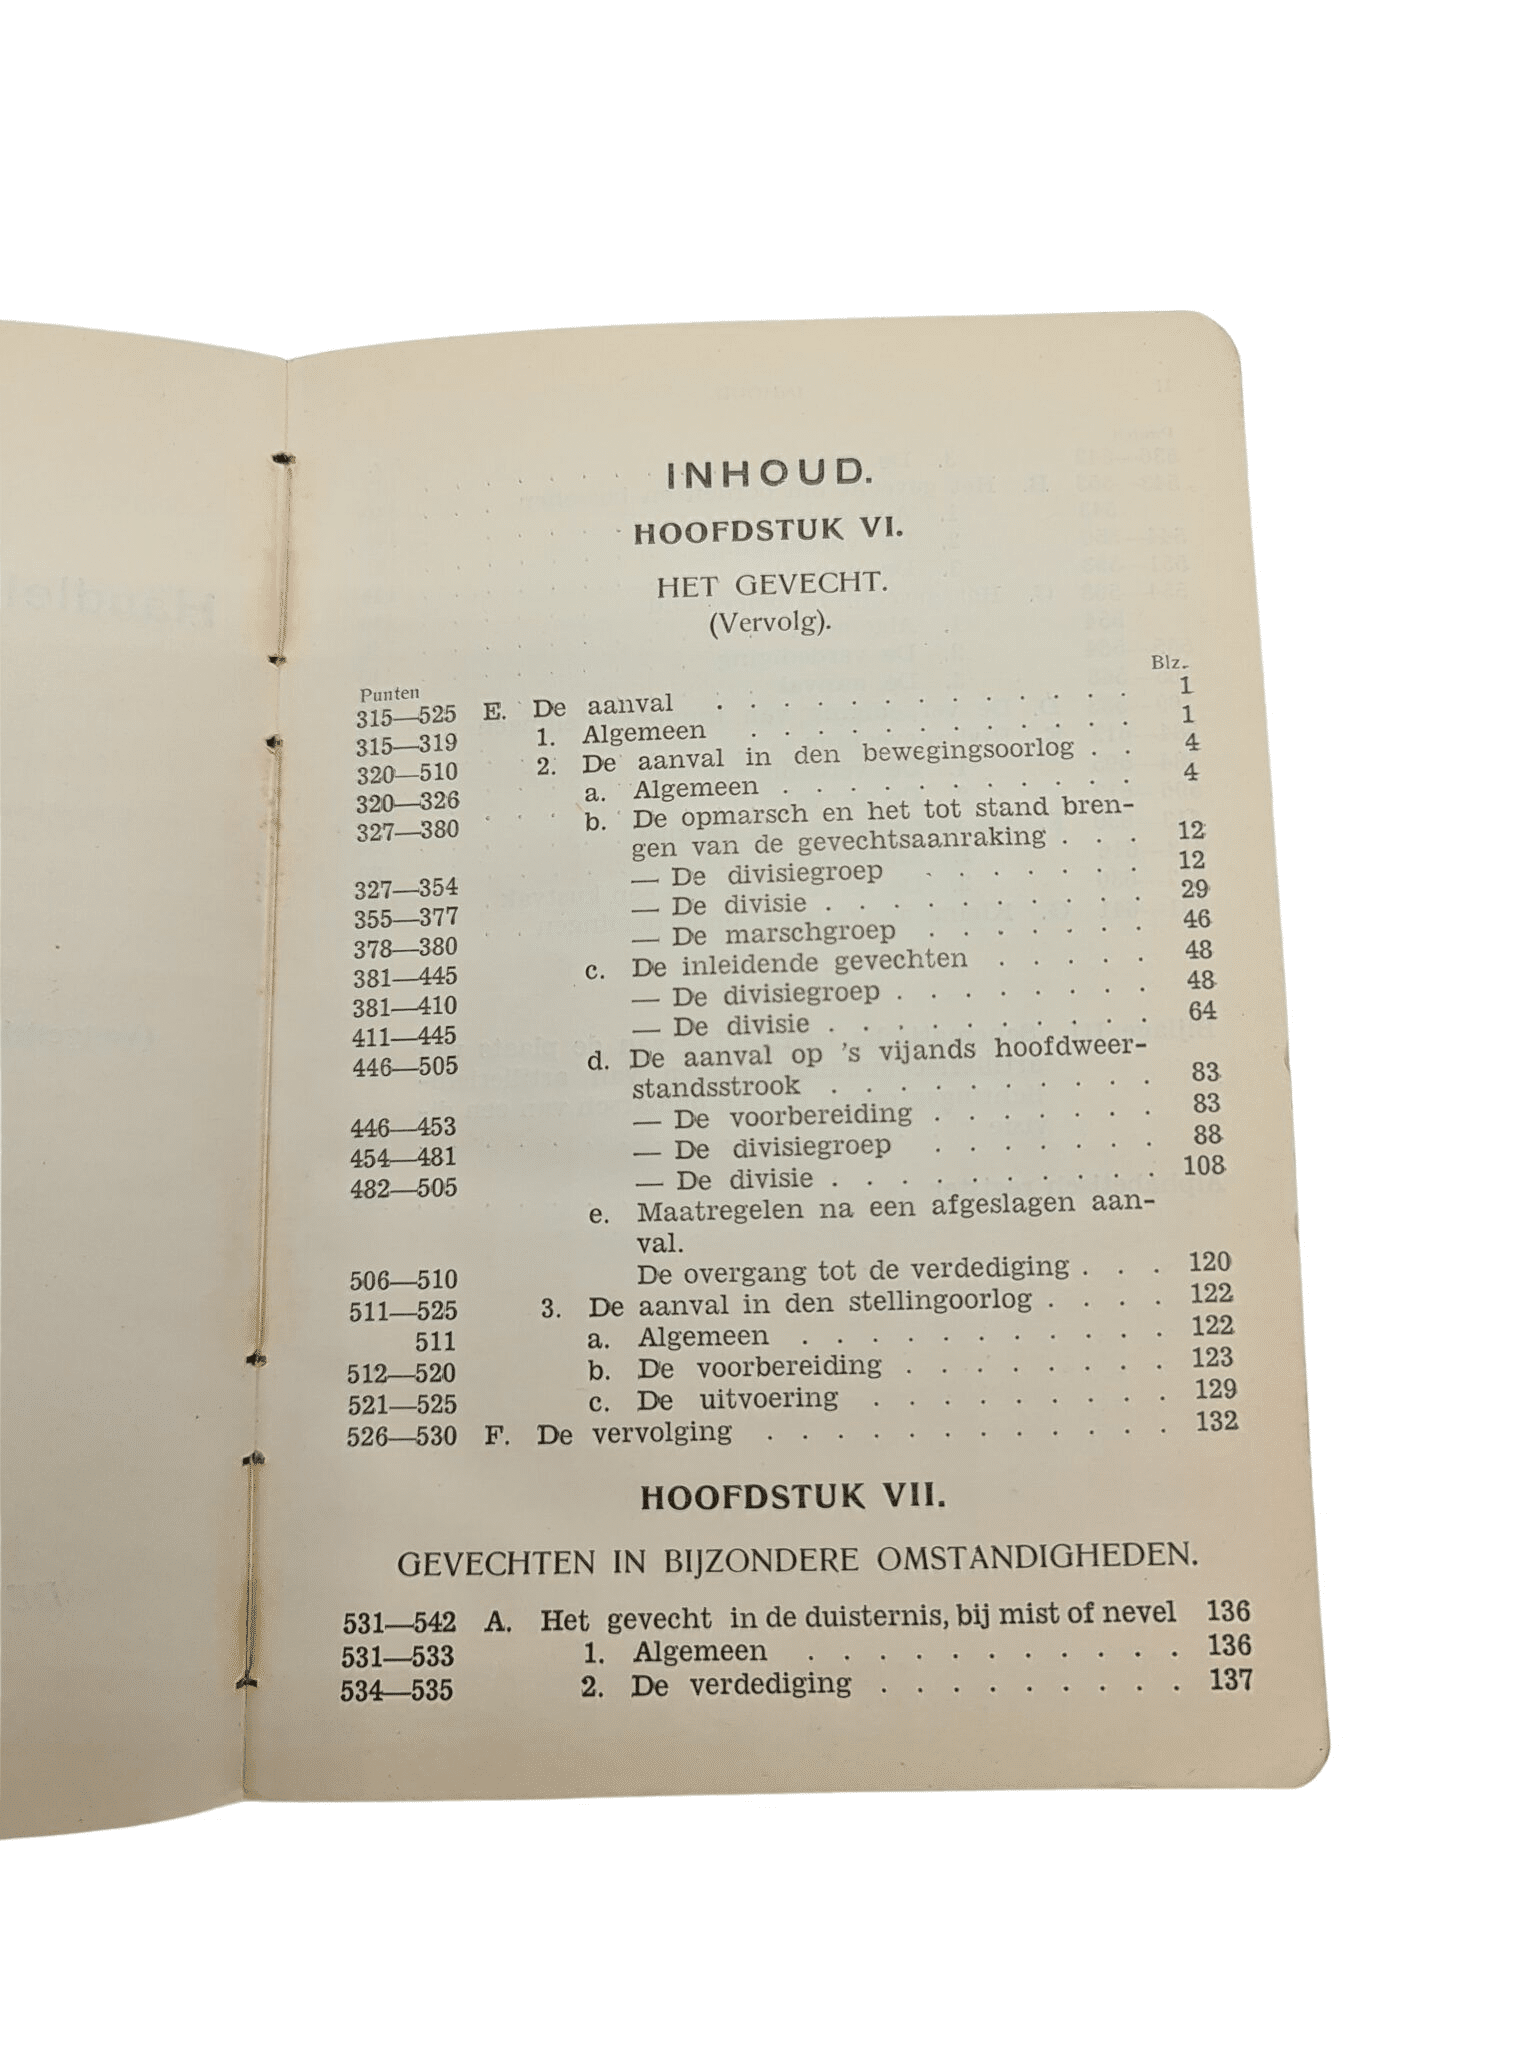 INHOUD.
HOOFDSTUK VI.
HET GEVECHT.
(Vervolg).
Punten Blz.
315—525 E. De aanval . . . . . . . . . . . . . 1
315—319 1. Algemeen . . . . . . . . . . . . 1
320—510 2. De aanval in den bewegingsoorlog . . 4
320—326 a. Algemeen . . . . . . . . . . . 4
327—380 b. De opmarsch en het tot stand bren-
gen van de gevechtsaanraking . . . 12
327—354 — De divisiegroep . . . . . . . 12
355—377 — De divisie . . . . . . . . . . 29
378—380 — De marschgroep . . . . . . . 46
381—445 c. De inleidende gevechten . . . . . 48
381—410 — De divisiegroep . . . . . . . . 48
411—445 — De divisie . . . . . . . . . . 64
446—505 d. De aanval op 's vijands hoofdweer-
standsstrook . . . . . . . . . . 83
446—453 — De voorbereiding . . . . . . . 83
454—481 — De divisiegroep . . . . . . . 88
482—505 — De divisie . . . . . . . . . . 108
e. Maatregelen na een afgeslagen aan-
val.
506—510 De overgang tot de verdediging . . . 120
511—525 3. De aanval in den stellingoorlog . . . . 122
511 a. Algemeen . . . . . . . . . . . 122
512—520 b. De voorbereiding . . . . . . . . 123
521—525 c. De uitvoering . . . . . . . . . 129
526—530 F. De vervolging . . . . . . . . . . . . 132
HOOFDSTUK VII.
GEVECHTEN IN BIJZONDERE OMSTANDIGHEDEN.
531—542 A. Het gevecht in de duisternis, bij mist of nevel 136
531—533 1. Algemeen . . . . . . . . . . . 136
534—535 2. De verdediging . . . . . . . . . 137